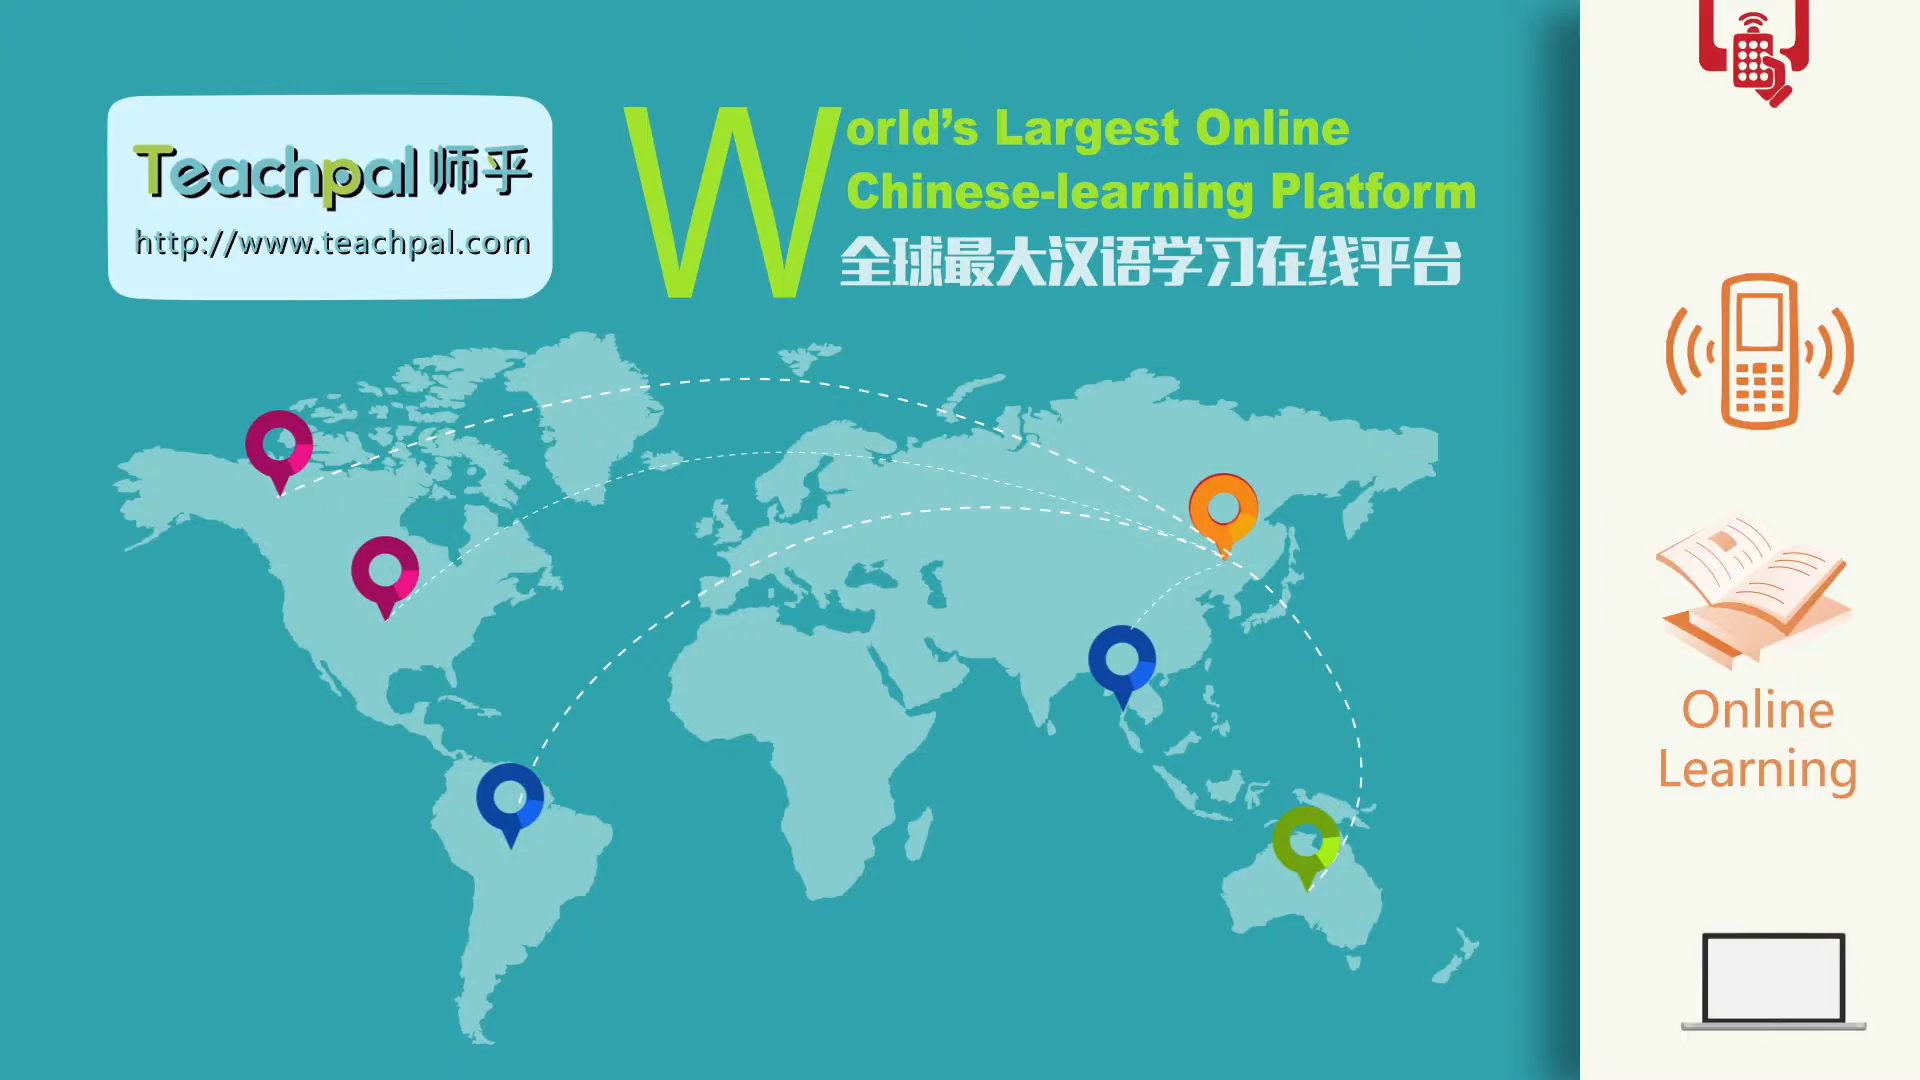 Teachpal 师乎
http://www.teachpal.com
World's Largest Online
Chinese-learning Platform
全球最大汉语学习在线平台
Online
Learning